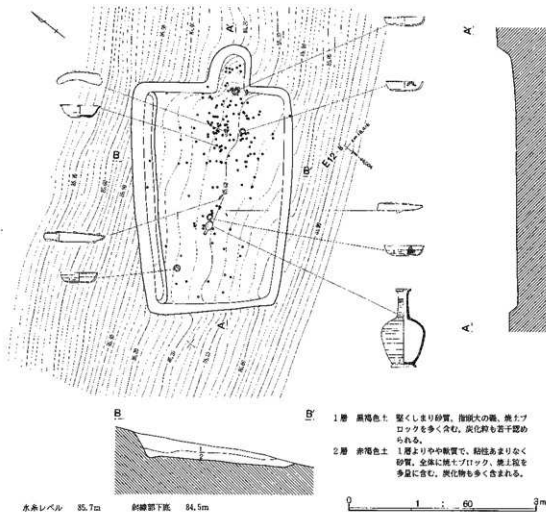 A'
A'
B
B'
E12
A
A
B
B'
1層 黒褐色土 堅くしまり砂質。指頭大の礫、焼土ブ
ロックを多く含む。炭化粒も若干認め
られる。
2層 赤褐色土 1層よりやや軟質で、粘性あまりなく
砂質。全体に焼土ブロック、焼土粒を
多量に含む。炭化物も多く含まれる。
水糸レベル 85.7m 斜線部下底 84.5m
0 1 : 60 3m